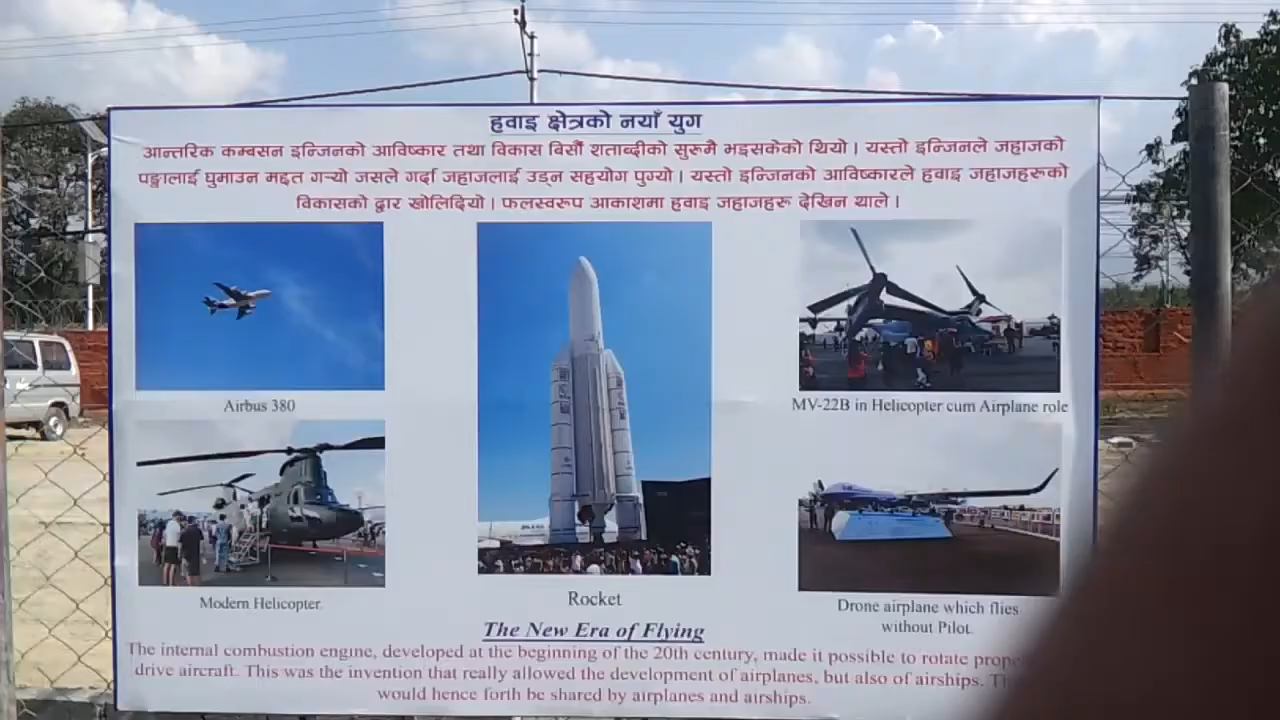 हवाइ क्षेत्रको नयाँ युग
आन्तरिक कम्बसन इन्जिनको आविष्कार तथा विकास बिसौँ शताब्दीको सुरूमै भइसकेको थियो । यस्तो इन्जिनले जहाजको
पङ्खालाई घुमाउन मद्दत गर्‍यो जसले गर्दा जहाजलाई उड्न सहयोग पुग्यो । यस्तो इन्जिनको आविष्कारले हवाइ जहाजहरूको
विकासको द्वार खोलिदियो । फलस्वरूप आकाशमा हवाइ जहाजहरू देखिन थाले ।
Airbus 380
MV-22B in Helicopter cum Airplane role
Modern Helicopter
Rocket
Drone airplane which flies
without Pilot.
The New Era of Flying
The internal combustion engine, developed at the beginning of the 20th century, made it possible to rotate
drive aircraft. This was the invention that really allowed the development of airplanes, but also of airships.
would hence forth be shared by airplanes and airships.